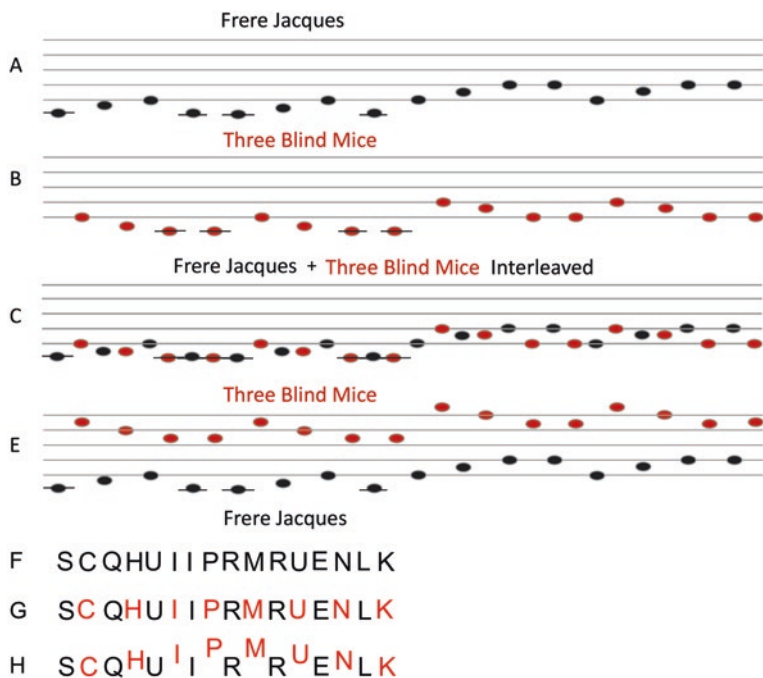 Frere Jacques
A
Three Blind Mice
B
Frere Jacques + Three Blind Mice Interleaved
C
Three Blind Mice
E
Frere Jacques
F SCQHUIIPRMRUENLK
G SCQHUIIPRMRUENLK
H SCQHUIIPRMRUENLK